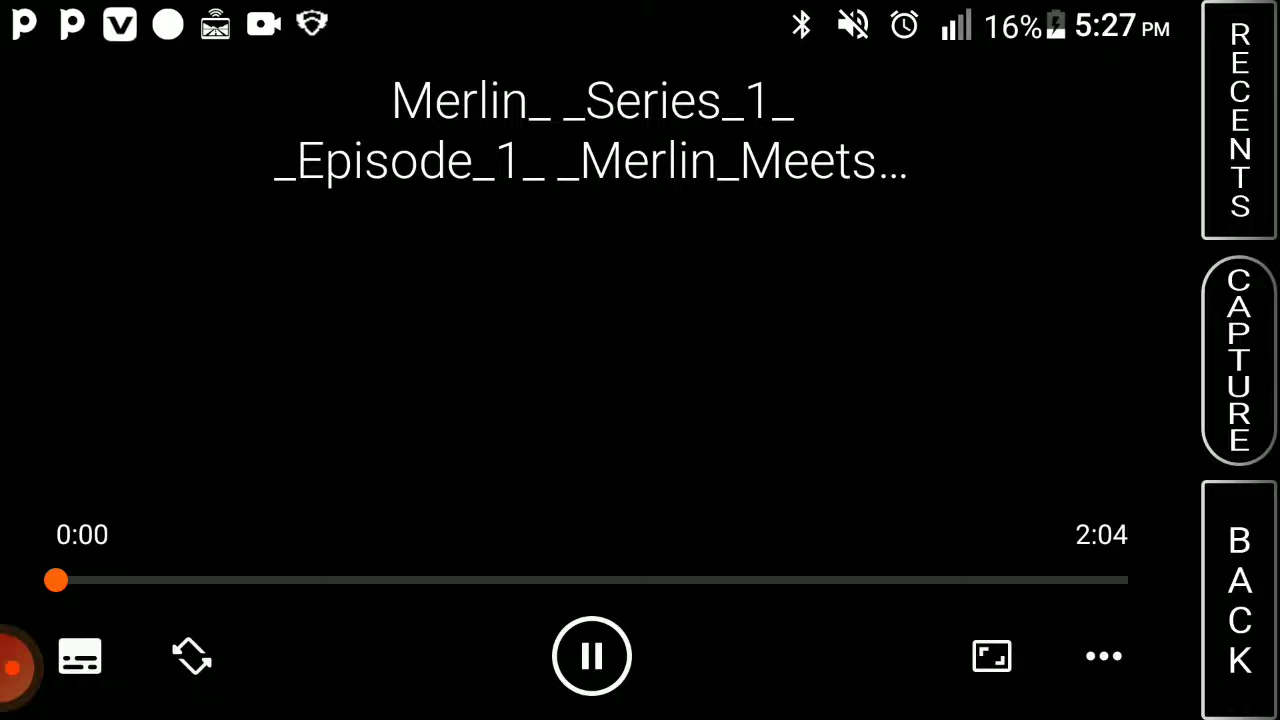 16% 5:27 PM
Merlin_ _Series_1_
_Episode_1_ _Merlin_Meets...
0:00
2:04
RECENTS
CAPTURE
BACK